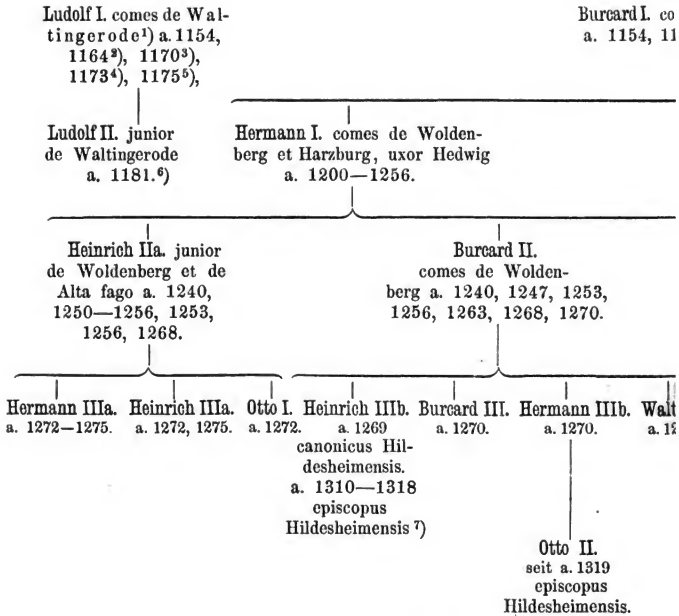 Ludolf I. comes de Wal-
tingerode¹) a. 1154,
1164²), 1170³),
1173⁴), 1175⁵),
Burcard I. co
a. 1154, 11
Ludolf II. junior
de Waltingerode
a. 1181.⁶)
Hermann I. comes de Wolden-
berg et Harzburg, uxor Hedwig
a. 1200—1256.
Heinrich IIa. junior
de Woldenberg et de
Alta fago a. 1240,
1250—1256, 1253,
1256, 1268.
Burcard II.
comes de Wolden-
berg a. 1240, 1247, 1253,
1256, 1263, 1268, 1270.
Hermann IIIa.
a. 1272—1275.
Heinrich IIIa.
a. 1272, 1275.
Otto I.
a. 1272.
Heinrich IIIb.
a. 1269
canonicus Hil-
desheimensis.
a. 1310—1318
episcopus
Hildesheimensis ⁷)
Burcard III.
a. 1270.
Hermann IIIb.
a. 1270.
Walt
a. 12
Otto II.
seit a. 1319
episcopus
Hildesheimensis.